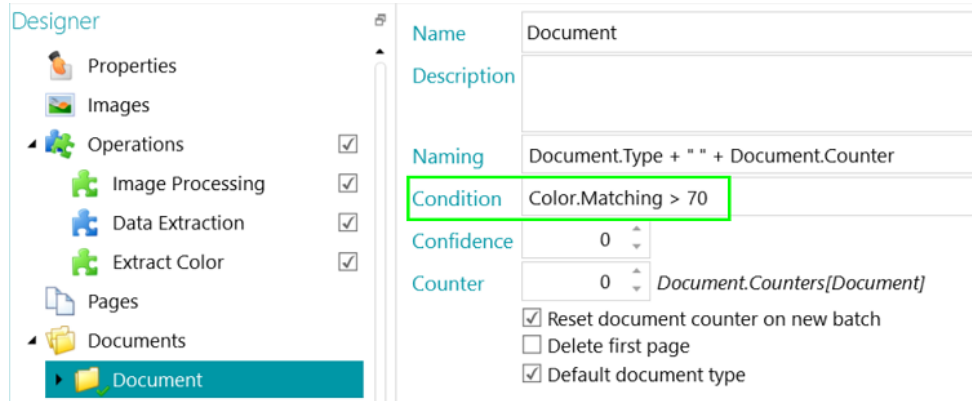 Designer
Properties
Images
Operations
Image Processing
Data Extraction
Extract Color
Pages
Documents
Document
Name Document
Description
Naming Document.Type + " " + Document.Counter
Condition Color.Matching > 70
Confidence 0
Counter 0 Document.Counters[Document]
Reset document counter on new batch
Delete first page
Default document type